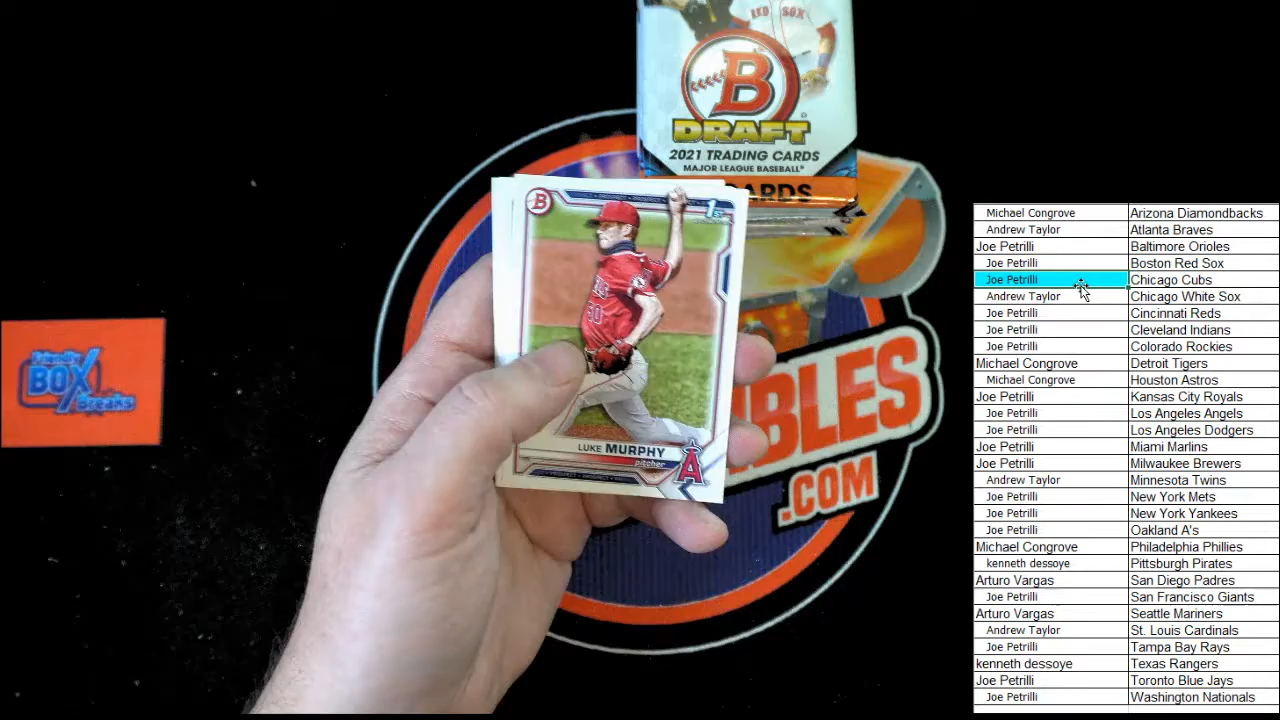 RED SOX
B
DRAFT
2021 TRADING CARDS
MAJOR LEAGUE BASEBALL®
CARDS
B
1st
LUKE MURPHY
pitcher
A
Friendly
BOX
Breaks
.COM
Michael Congrove Arizona Diamondbacks
Andrew Taylor Atlanta Braves
Joe Petrilli Baltimore Orioles
Joe Petrilli Boston Red Sox
Joe Petrilli Chicago Cubs
Andrew Taylor Chicago White Sox
Joe Petrilli Cincinnati Reds
Joe Petrilli Cleveland Indians
Joe Petrilli Colorado Rockies
Michael Congrove Detroit Tigers
Michael Congrove Houston Astros
Joe Petrilli Kansas City Royals
Joe Petrilli Los Angeles Angels
Joe Petrilli Los Angeles Dodgers
Joe Petrilli Miami Marlins
Joe Petrilli Milwaukee Brewers
Andrew Taylor Minnesota Twins
Joe Petrilli New York Mets
Joe Petrilli New York Yankees
Joe Petrilli Oakland A's
Michael Congrove Philadelphia Phillies
kenneth dessoye Pittsburgh Pirates
Arturo Vargas San Diego Padres
Joe Petrilli San Francisco Giants
Arturo Vargas Seattle Mariners
Andrew Taylor St. Louis Cardinals
Joe Petrilli Tampa Bay Rays
kenneth dessoye Texas Rangers
Joe Petrilli Toronto Blue Jays
Joe Petrilli Washington Nationals